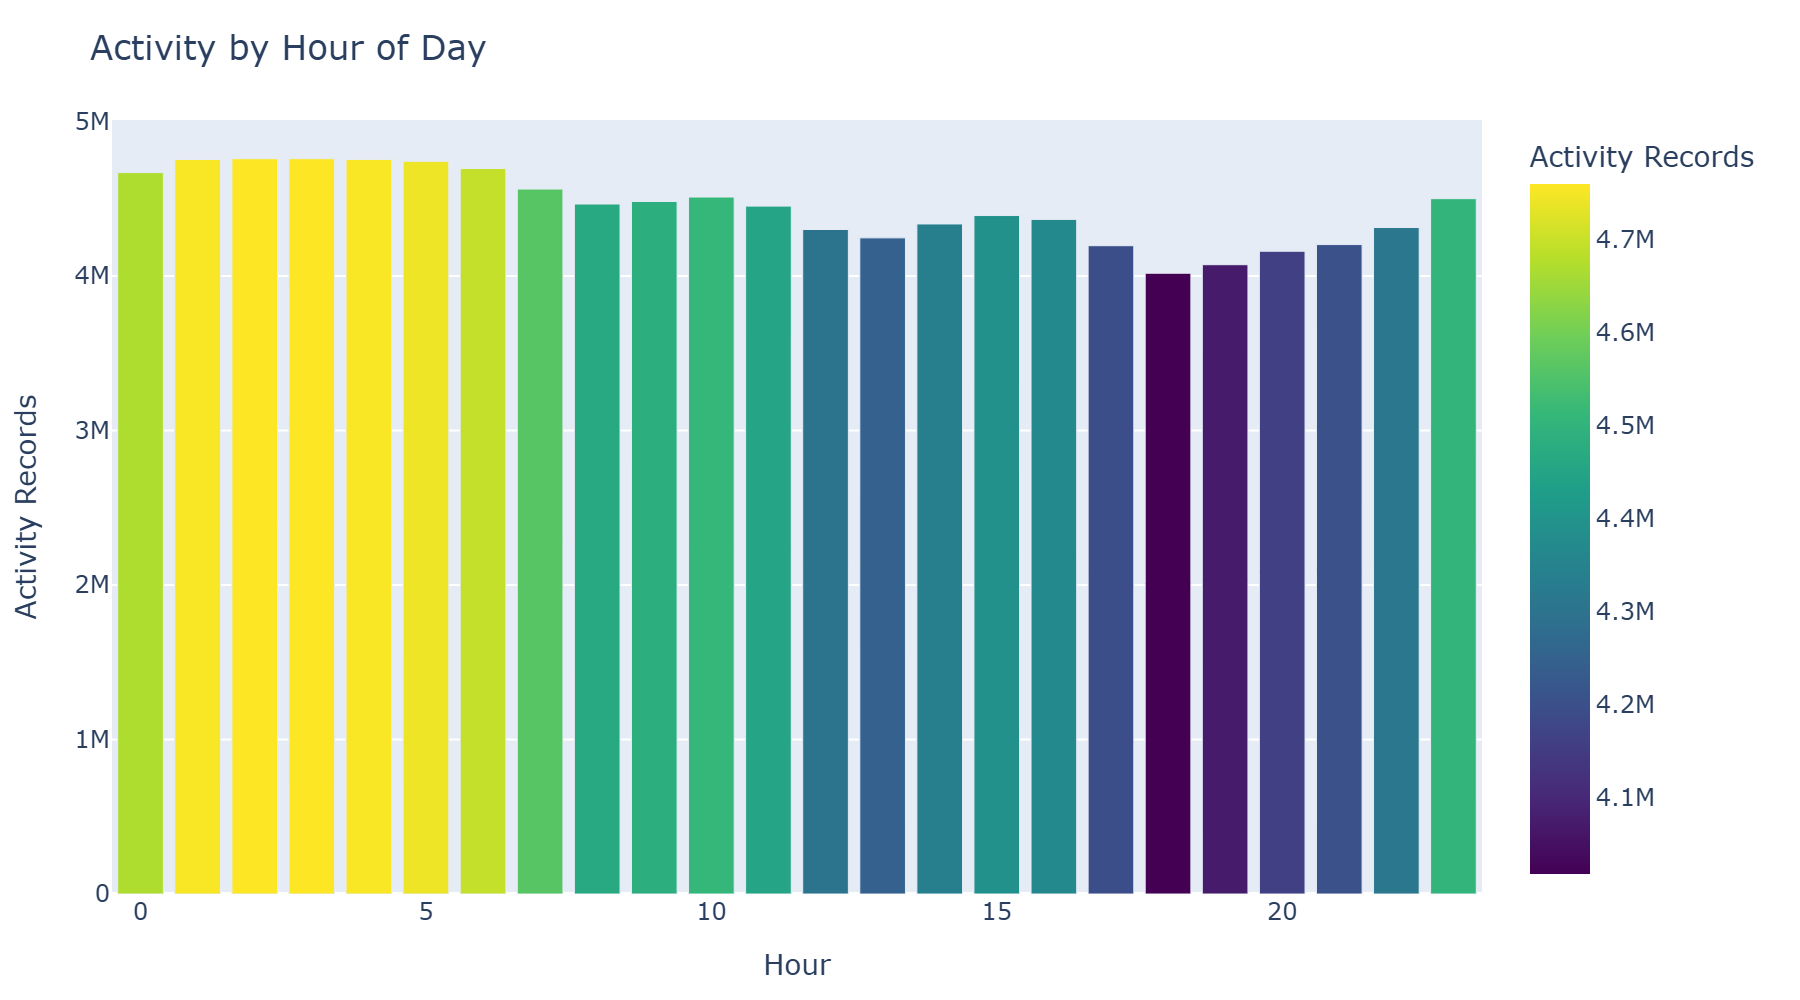 Activity by Hour of Day
5M
4M
3M
2M
1M
0
Activity Records
0 5 10 15 20
Hour
Activity Records
4.7M
4.6M
4.5M
4.4M
4.3M
4.2M
4.1M